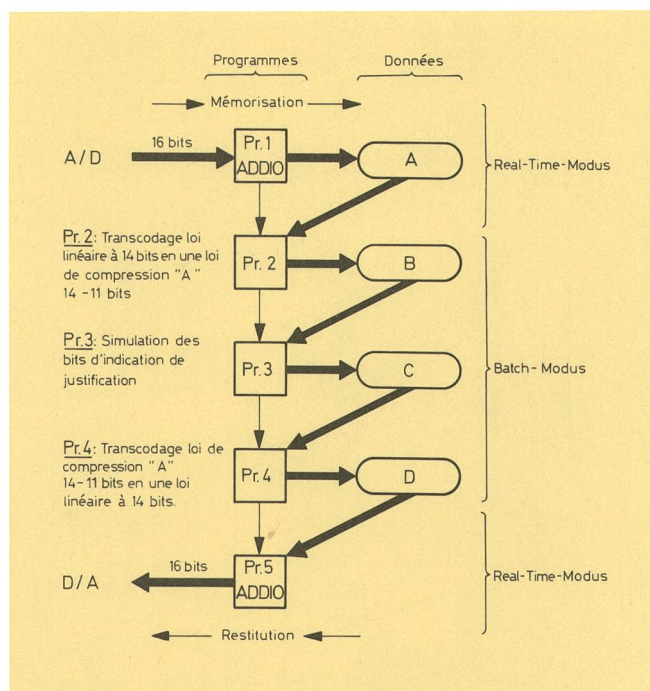 Programmes
Données
Mémorisation
A/D
16 bits
Pr.1
ADDIO
A
Real-Time-Modus
Pr. 2: Transcodage loi
linéaire à 14 bits en une loi
de compression "A"
14 - 11 bits
Pr. 2
B
Pr.3: Simulation des
bits d'indication de
justification
Pr.3
C
Batch - Modus
Pr.4: Transcodage loi de
compression "A"
14-11 bits en une loi
linéaire à 14 bits.
Pr.4
D
D/A
16 bits
Pr.5
ADDIO
Real-Time-Modus
Restitution